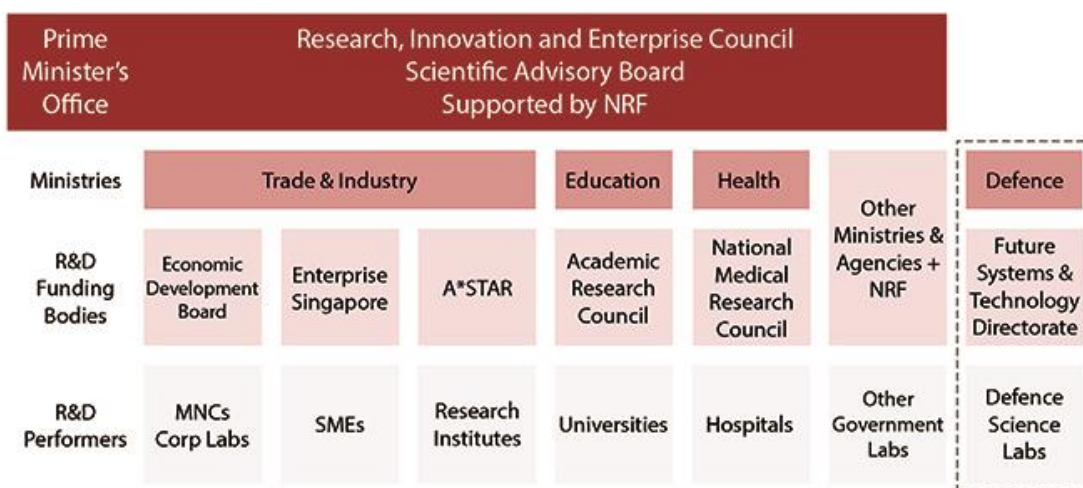 Prime
Minister's
Office
Research, Innovation and Enterprise Council
Scientific Advisory Board
Supported by NRF
Ministries
Trade & Industry
Education
Health
Other
Ministries &
Agencies +
NRF
Defence
R&D
Funding
Bodies
Economic
Development
Board
Enterprise
Singapore
A*STAR
Academic
Research
Council
National
Medical
Research
Council
Future
Systems &
Technology
Directorate
R&D
Performers
MNCs
Corp Labs
SMEs
Research
Institutes
Universities
Hospitals
Other
Government
Labs
Defence
Science
Labs